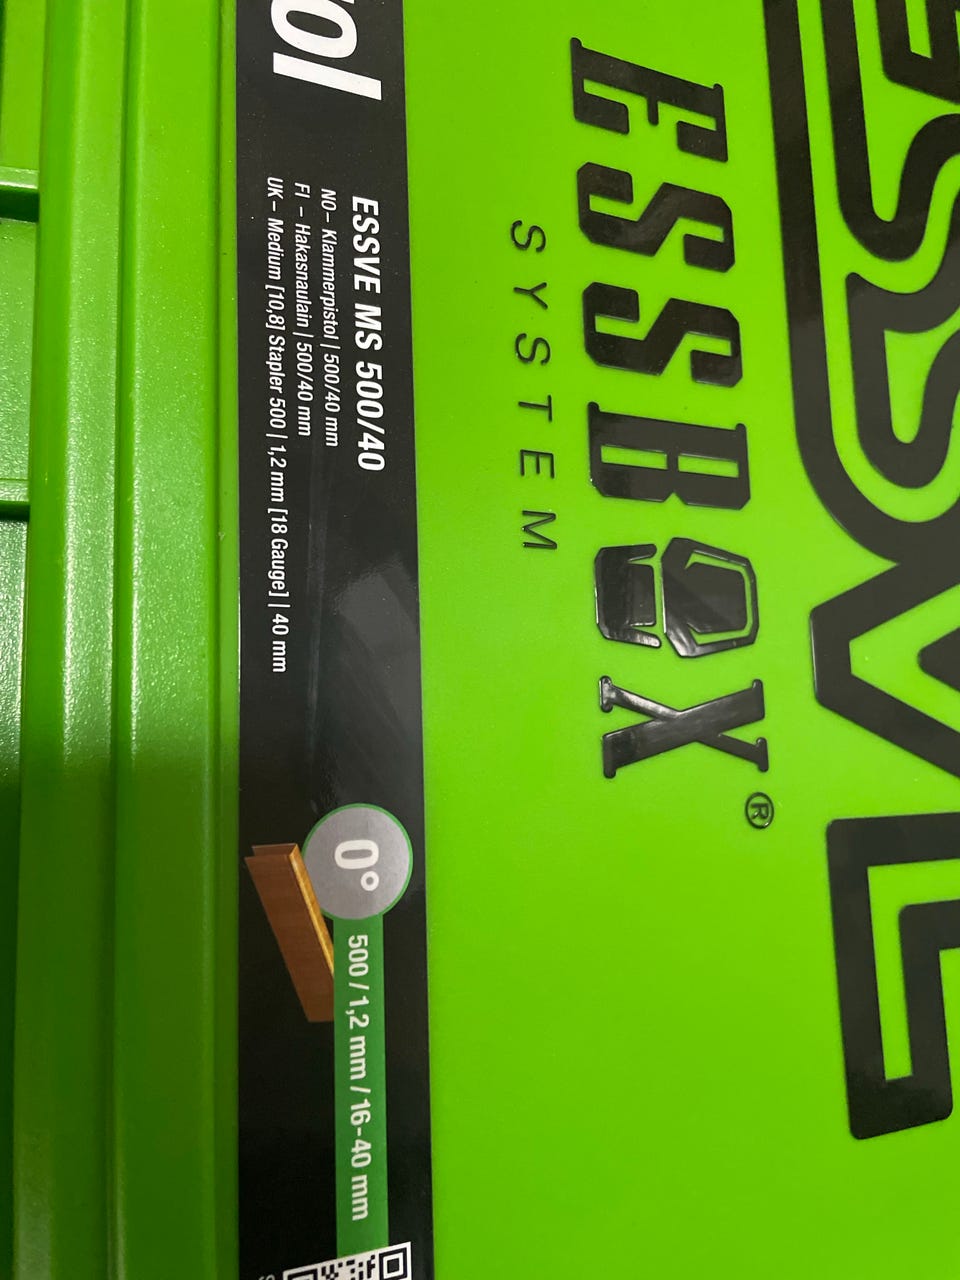 ESSBOX®
SYSTEM
ESSVE MS 500/40
NO– Klammerpistol | 500/40 mm
FI – Hakasnaulain | 500/40 mm
UK– Medium [10,8] Stapler 500 | 1,2 mm [18 Gauge] | 40 mm
0°
500 / 1,2 mm / 16-40 mm